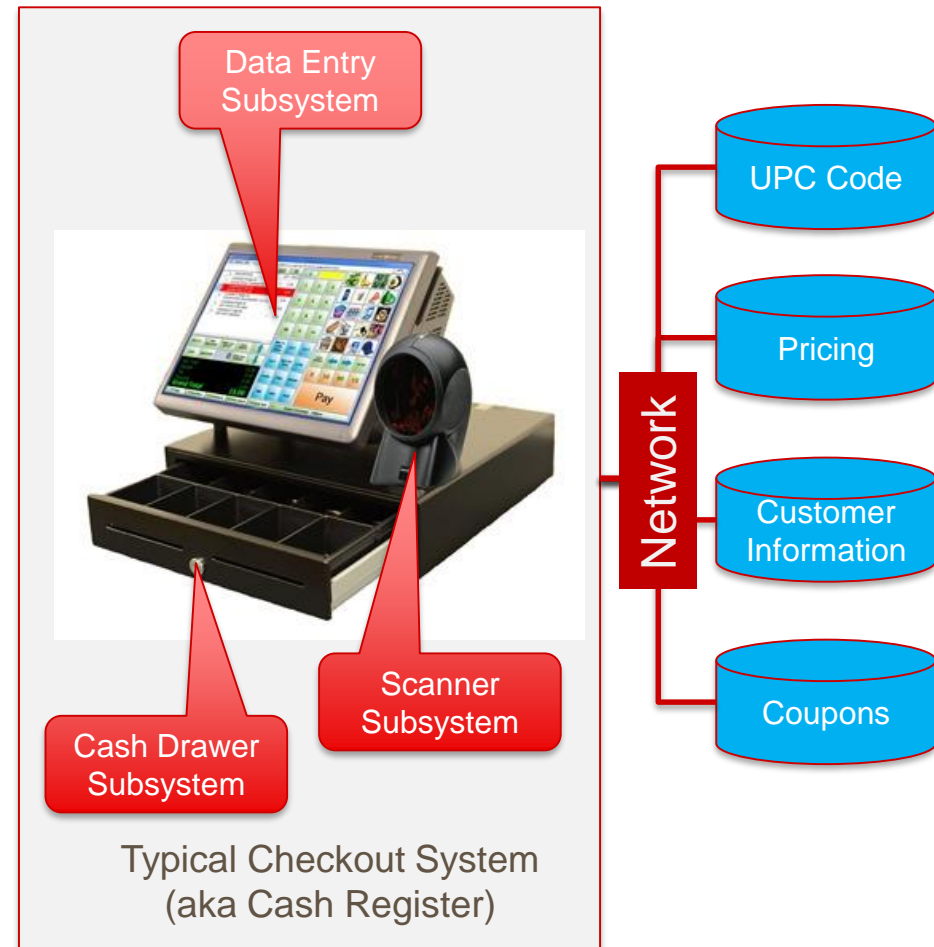 Data Entry
Subsystem
Pay
Scanner
Subsystem
Cash Drawer
Subsystem
Typical Checkout System
(aka Cash Register)
Network
UPC Code
Pricing
Customer
Information
Coupons